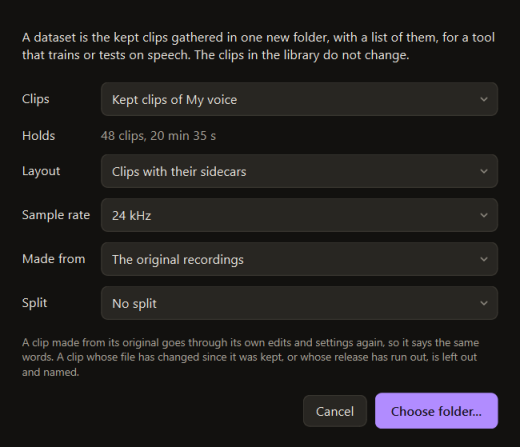 A dataset is the kept clips gathered in one new folder, with a list of them, for a tool
that trains or tests on speech. The clips in the library do not change.
Clips
Kept clips of My voice
Holds
48 clips, 20 min 35 s
Layout
Clips with their sidecars
Sample rate
24 kHz
Made from
The original recordings
Split
No split
A clip made from its original goes through its own edits and settings again, so it says the same
words. A clip whose file has changed since it was kept, or whose release has run out, is left out
and named.
Cancel
Choose folder...